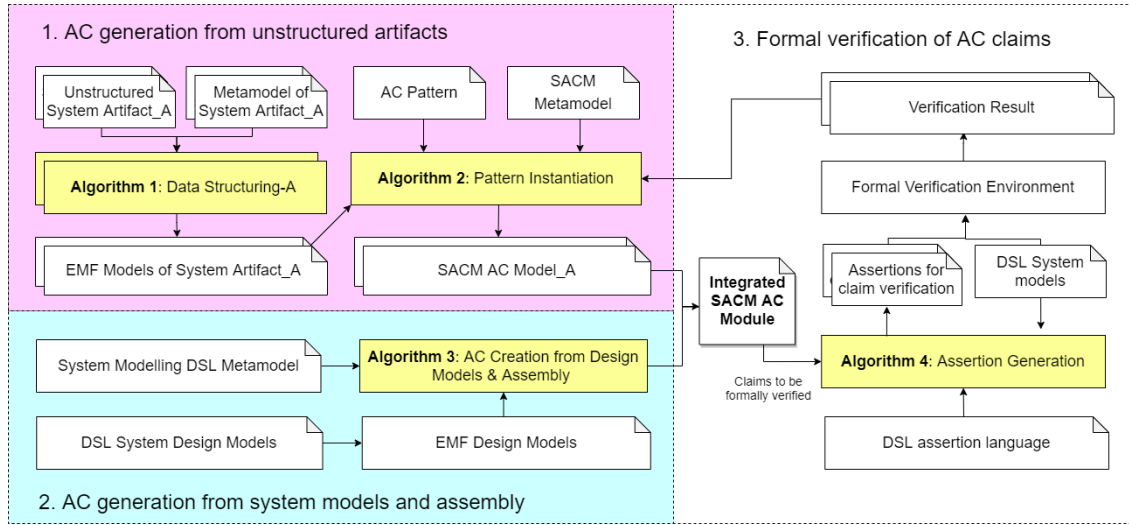 1. AC generation from unstructured artifacts
Unstructured
System Artifact_A
Metamodel of
System Artifact_A
AC Pattern
SACM
Metamodel
Algorithm 1: Data Structuring-A
Algorithm 2: Pattern Instantiation
EMF Models of System Artifact_A
SACM AC Model_A
System Modelling DSL Metamodel
Algorithm 3: AC Creation from Design
Models & Assembly
DSL System Design Models
EMF Design Models
2. AC generation from system models and assembly
Integrated
SACM AC
Module
Claims to be
formally verified
3. Formal verification of AC claims
Verification Result
Formal Verification Environment
Assertions for
claim verification
DSL System
models
Algorithm 4: Assertion Generation
DSL assertion language